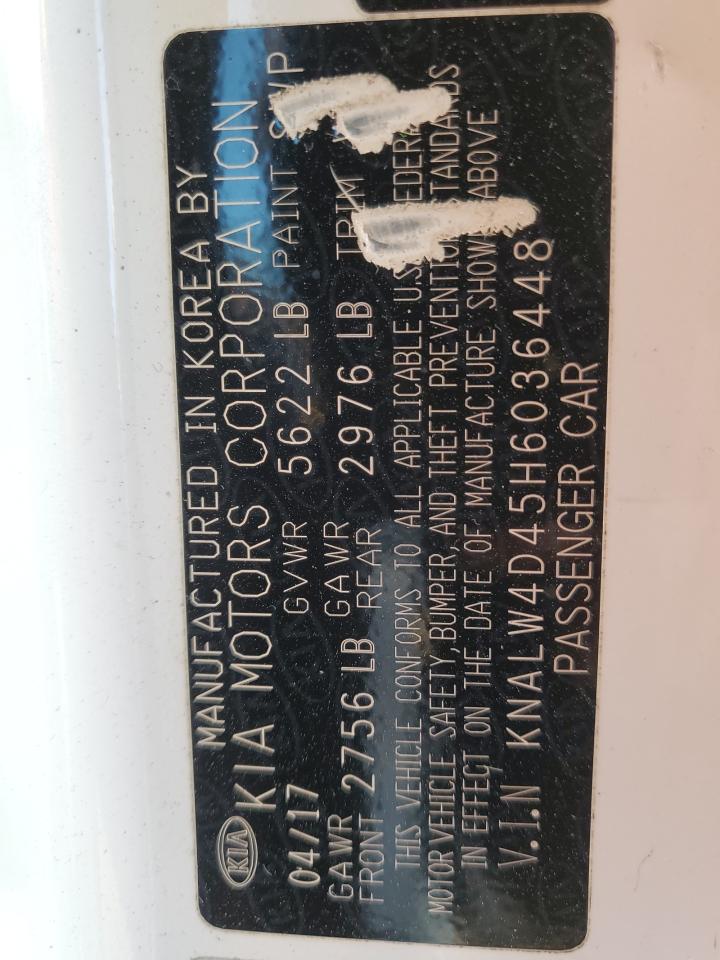 MANUFACTURED IN KOREA BY
KIA KIA MOTORS CORPORATION
04/17 GVWR 5622 LB PAINT
GAWR GAWR
FRONT 2756 LB REAR 2976 LB TRIM
THIS VEHICLE CONFORMS TO ALL APPLICABLE U.S.
MOTOR VEHICLE SAFETY, BUMPER, AND THEFT PREVENTION STANDARDS
IN EFFECT ON THE DATE OF MANUFACTURE SHOWN ABOVE
V.I.N KNALW4D45H6036448
PASSENGER CAR